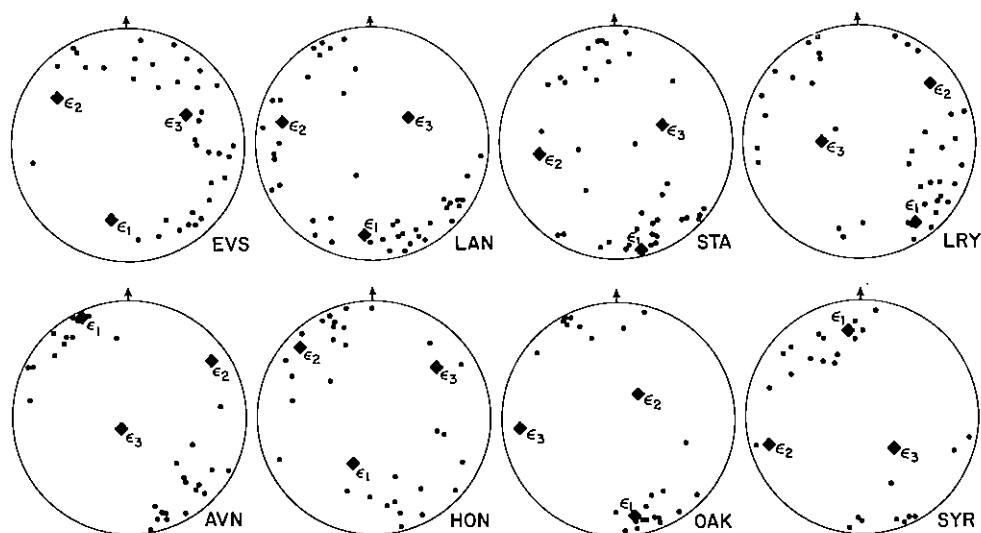 ϵ2 ϵ3 ϵ1 EVS
ϵ2 ϵ3 ϵ1 LAN
ϵ3 ϵ2 ϵ1 STA
ϵ2 ϵ3 ϵ1 LRY
ϵ1 ϵ2 ϵ3 AVN
ϵ2 ϵ3 ϵ1 HON
ϵ2 ϵ3 ϵ1 OAK
ϵ1 ϵ2 ϵ3 SYR